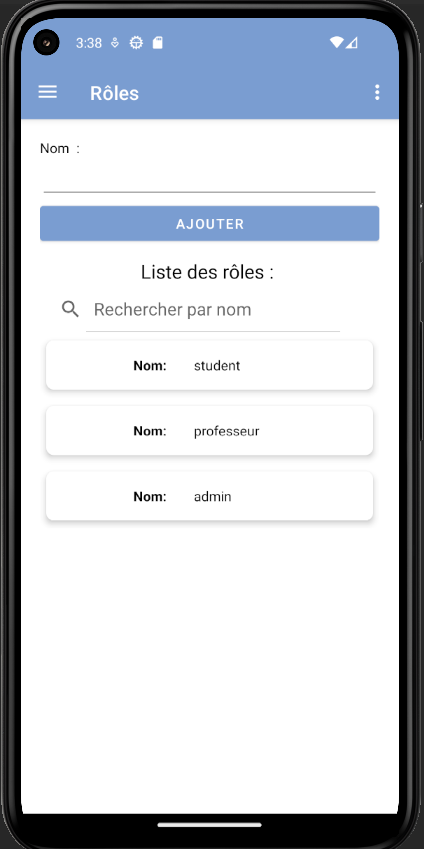 3:38
Rôles
Nom :
AJOUTER
Liste des rôles :
Rechercher par nom
Nom: student
Nom: professeur
Nom: admin